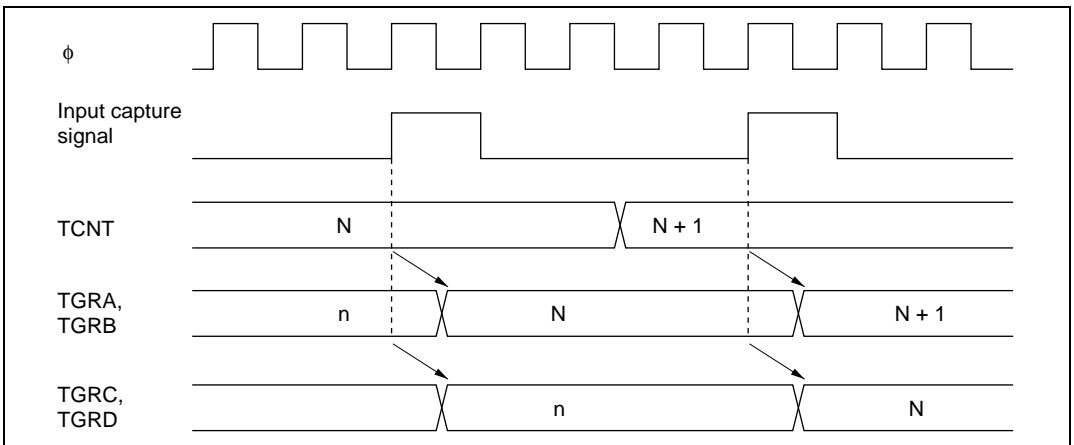 ϕ
Input capture
signal
TCNT
N
N + 1
TGRA,
TGRB
n
N
N + 1
TGRC,
TGRD
n
N